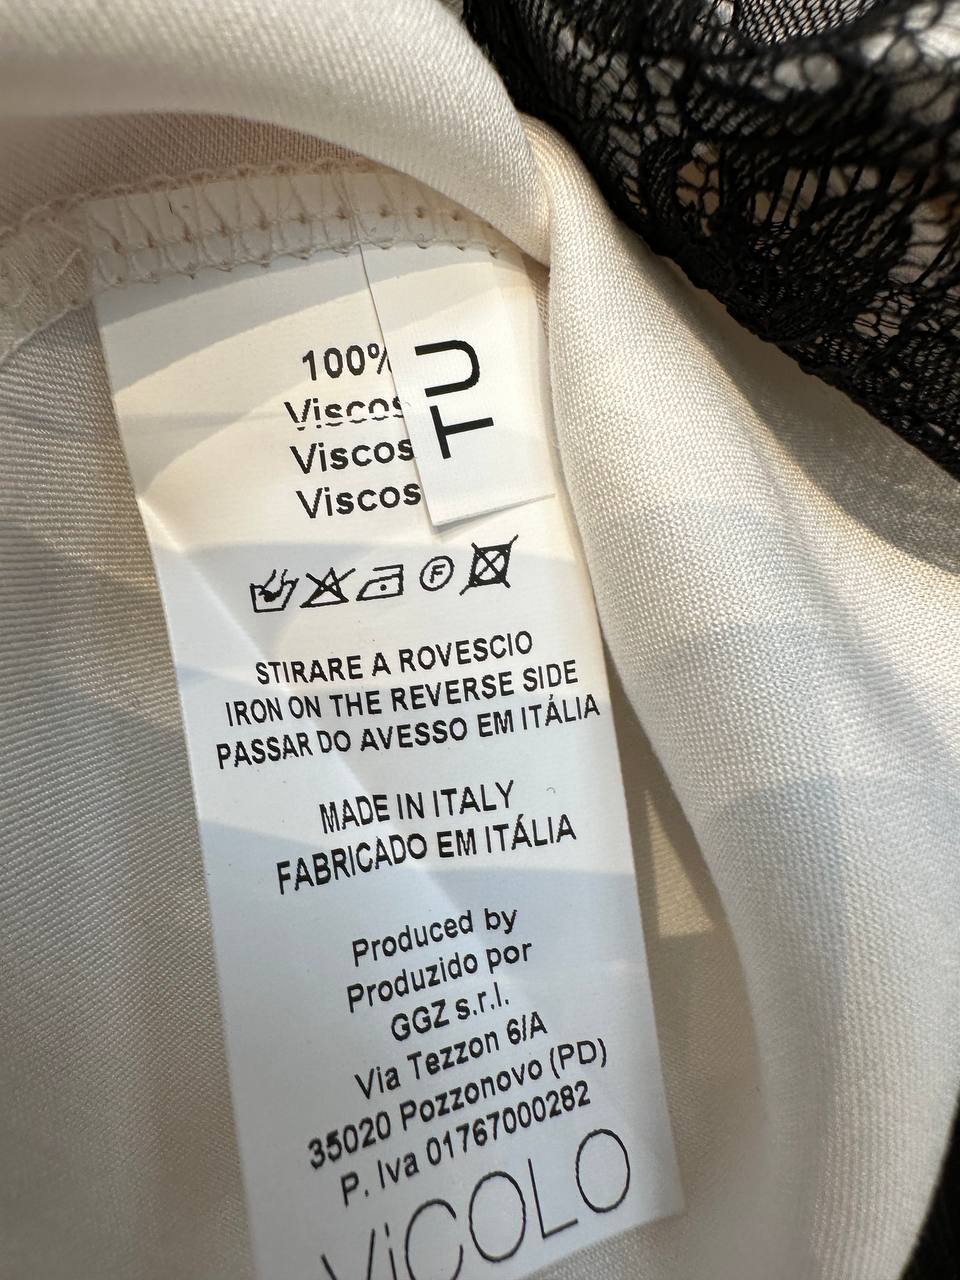 100%
Viscos
Viscos
Viscos
TU
F
STIRARE A ROVESCIO
IRON ON THE REVERSE SIDE
PASSAR DO AVESSO EM ITÁLIA
MADE IN ITALY
FABRICADO EM ITÁLIA
Produced by
Produzido por
GGZ s.r.l.
Via Tezzon 6/A
35020 Pozzonovo (PD)
P. Iva 01767000282
ViCOLO